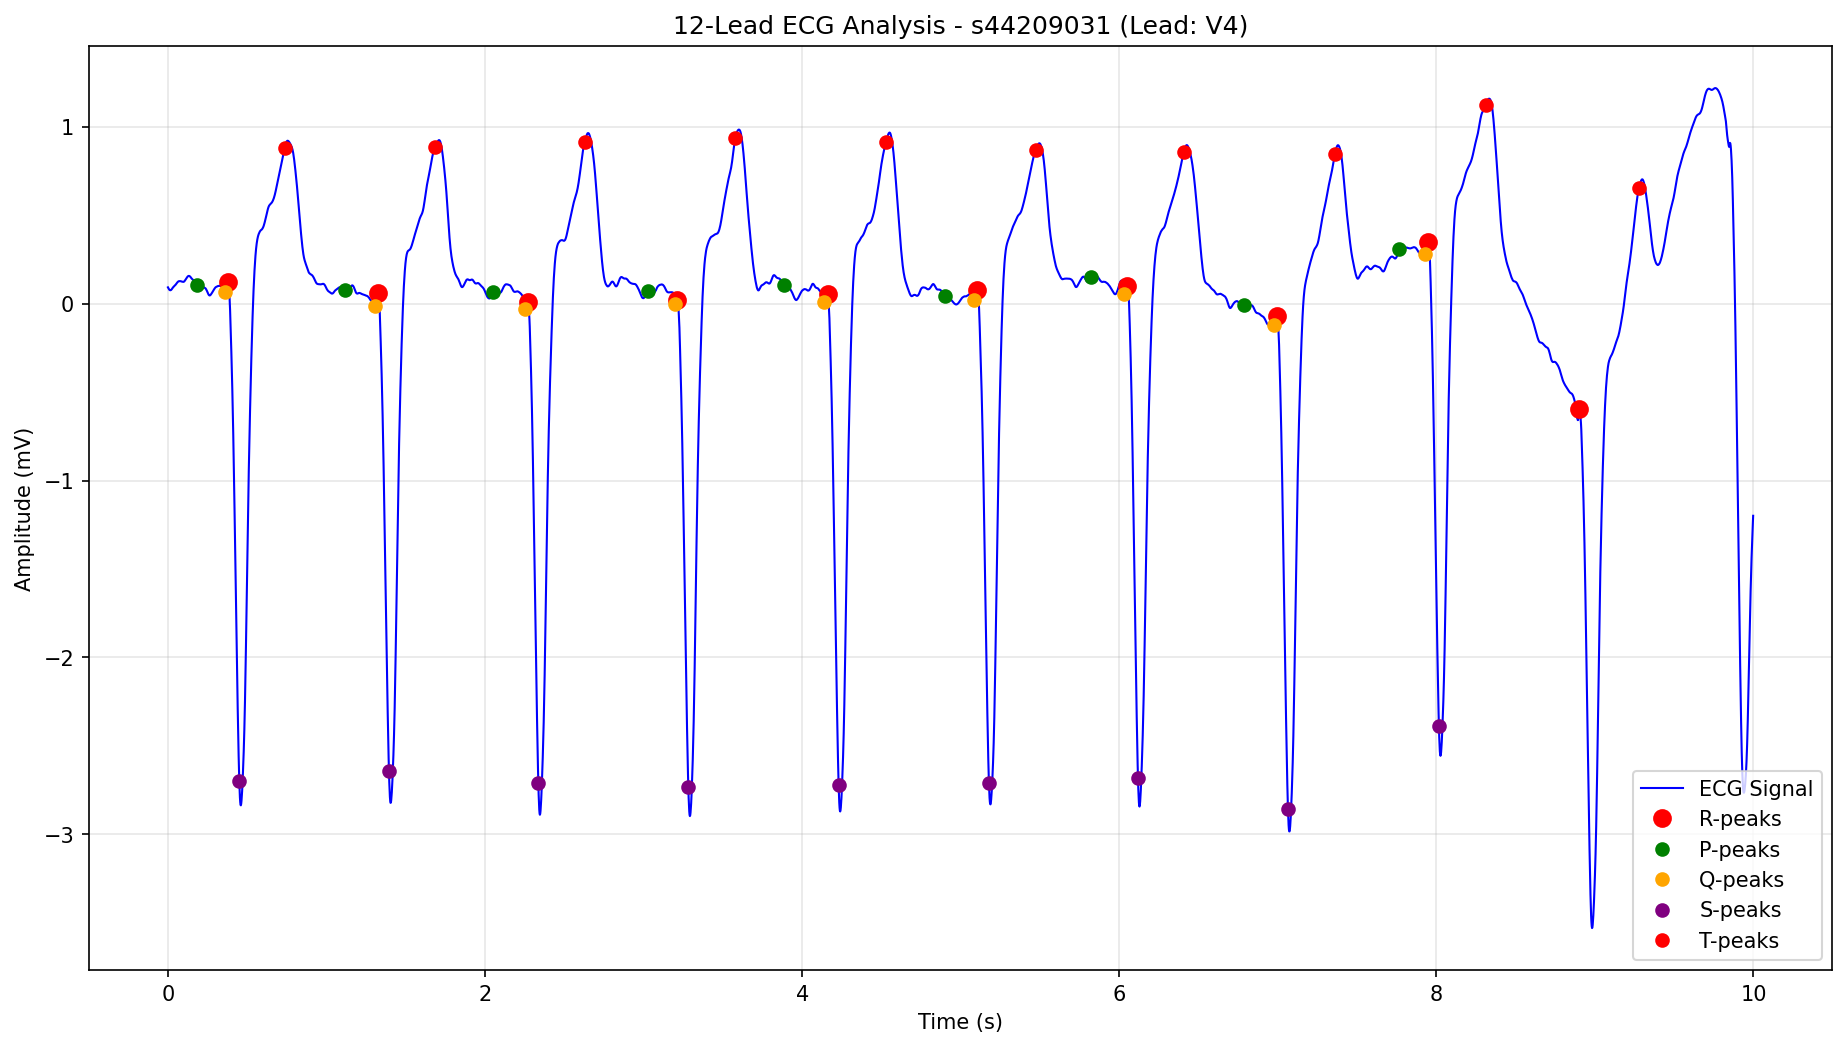 12-Lead ECG Analysis - s44209031 (Lead: V4)
Amplitude (mV)
1
0
−1
−2
−3
0
2
4
6
8
10
Time (s)
ECG Signal
R-peaks
P-peaks
Q-peaks
S-peaks
T-peaks